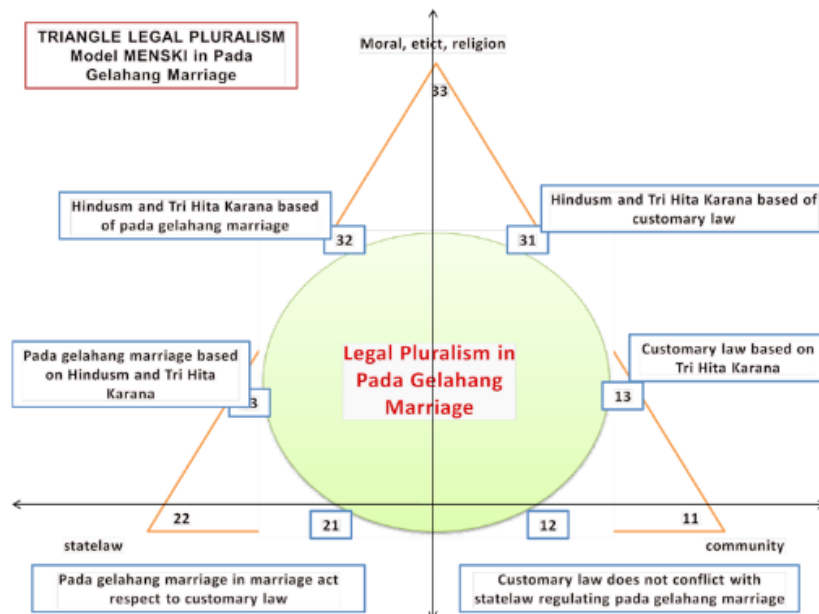 TRIANGLE LEGAL PLURALISM
Model MENSKI in Pada
Gelahang Marriage
Moral, etict, religion
33
Hindusm and Tri Hita Karana based
of pada gelahang marriage
Hindusm and Tri Hita Karana based of
customary law
32
31
Pada gelahang marriage based
on Hindusm and Tri Hita
Karana
Legal Pluralism in
Pada Gelahang
Marriage
Customary law based on
Tri Hita Karana
3
13
22
21
12
11
statelaw
community
Pada gelahang marriage in marriage act
respect to customary law
Customary law does not conflict with
statelaw regulating pada gelahang marriage